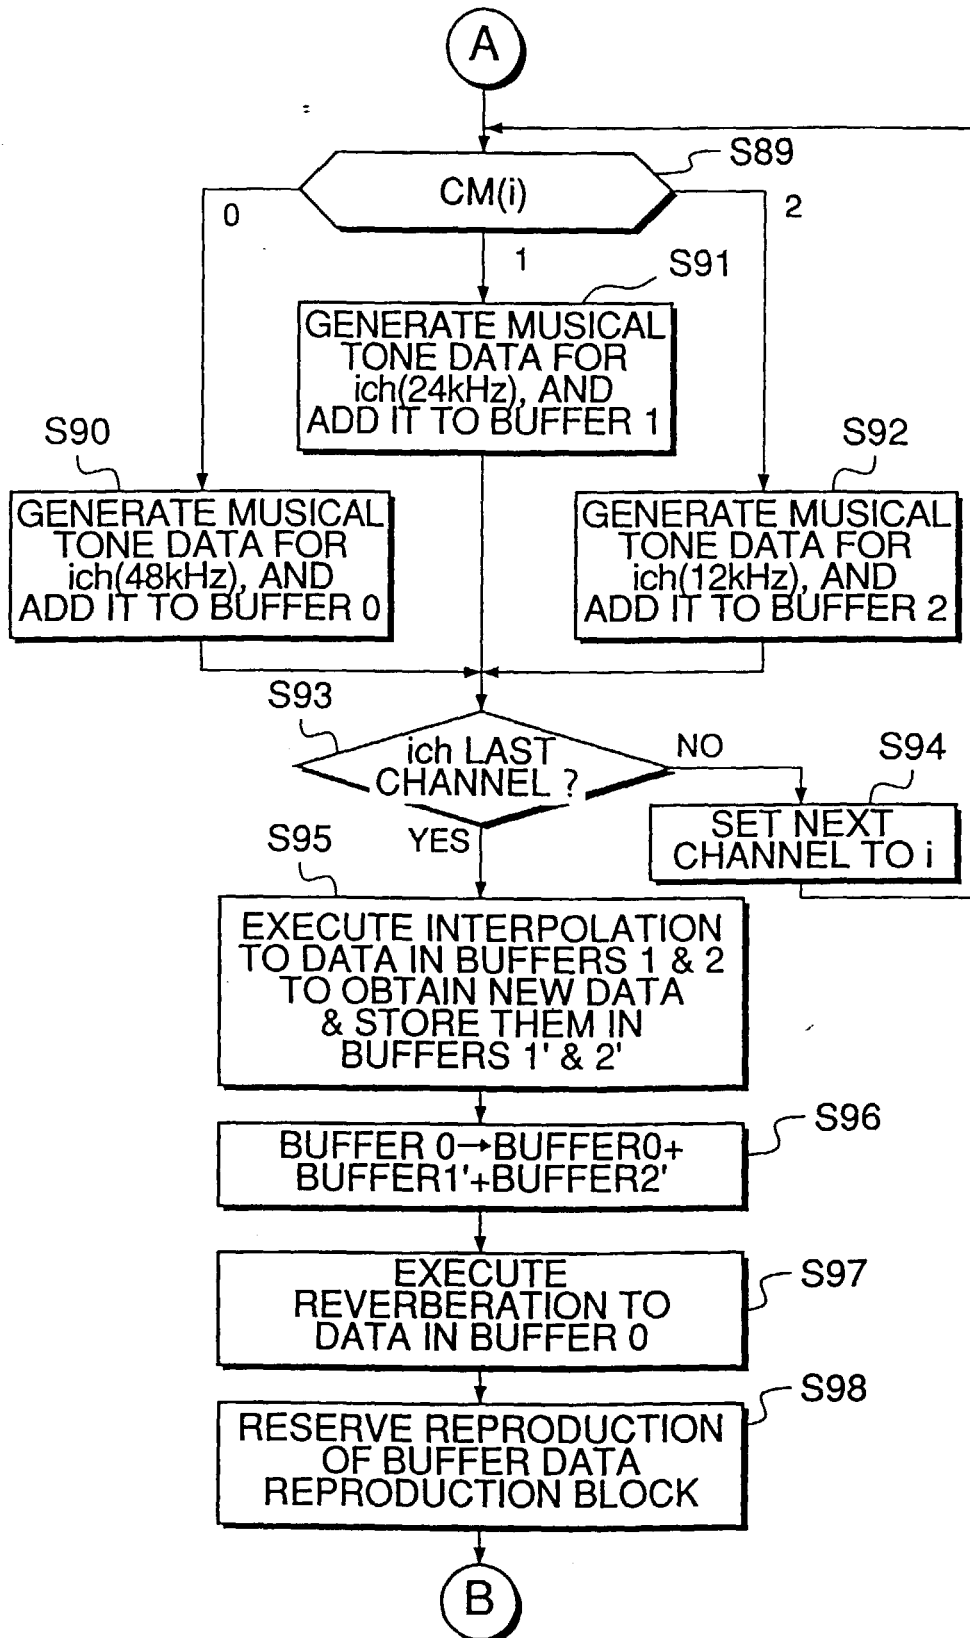 A
S89
CM(i)
0
2
1
S91
GENERATE MUSICAL
TONE DATA FOR
ich(24kHz), AND
ADD IT TO BUFFER 1
S90
GENERATE MUSICAL
TONE DATA FOR
ich(48kHz), AND
ADD IT TO BUFFER 0
S92
GENERATE MUSICAL
TONE DATA FOR
ich(12kHz), AND
ADD IT TO BUFFER 2
S93
ich LAST
CHANNEL ?
NO
YES
S94
SET NEXT
CHANNEL TO i
S95
EXECUTE INTERPOLATION
TO DATA IN BUFFERS 1 & 2
TO OBTAIN NEW DATA
& STORE THEM IN
BUFFERS 1' & 2'
S96
BUFFER 0→BUFFER0+
BUFFER1'+BUFFER2'
S97
EXECUTE
REVERBERATION TO
DATA IN BUFFER 0
S98
RESERVE REPRODUCTION
OF BUFFER DATA
REPRODUCTION BLOCK
B